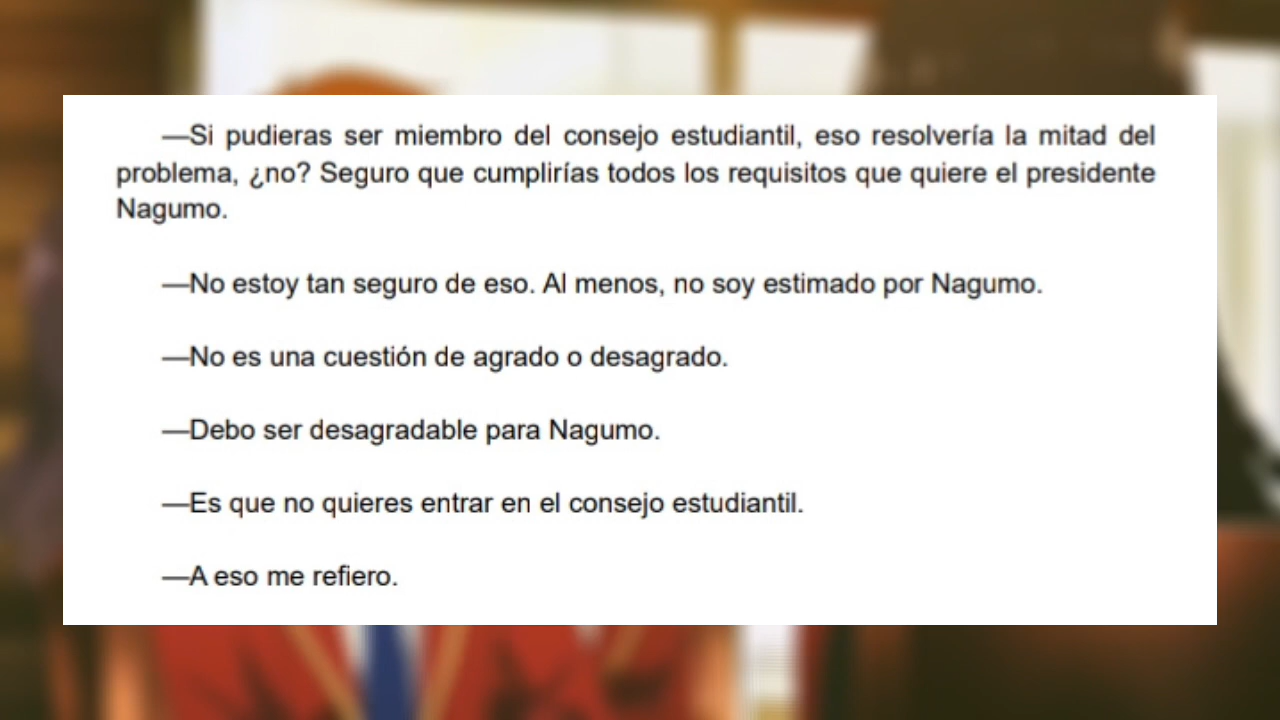 —Si pudieras ser miembro del consejo estudiantil, eso resolvería la mitad del
problema, ¿no? Seguro que cumplirías todos los requisitos que quiere el presidente
Nagumo.
—No estoy tan seguro de eso. Al menos, no soy estimado por Nagumo.
—No es una cuestión de agrado o desagrado.
—Debo ser desagradable para Nagumo.
—Es que no quieres entrar en el consejo estudiantil.
—A eso me refiero.